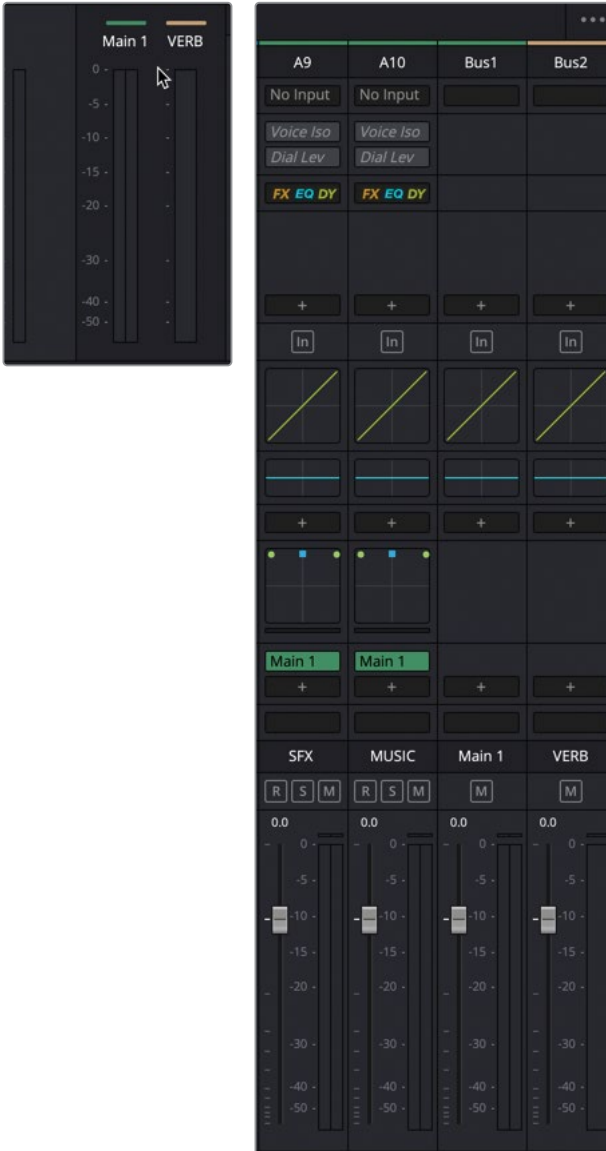 Main 1 VERB
0 -
-5 -
-10 -
-15 -
-20 -
-30 -
-40 -
-50 -
A9 A10 Bus1 Bus2
No Input No Input
Voice Iso Voice Iso
Dial Lev Dial Lev
FX EQ DY FX EQ DY
+ + + +
In In In In
+ + + +
Main 1 Main 1
+ + + +
SFX MUSIC Main 1 VERB
R S M R S M M M
0.0 0.0 0.0 0.0
0 - 0 - 0 - 0 -
-5 - -5 - -5 - -5 -
-10 - -10 - -10 - -10 -
-15 - -15 - -15 - -15 -
-20 - -20 - -20 - -20 -
-30 - -30 - -30 - -30 -
-40 - -40 - -40 - -40 -
-50 - -50 - -50 - -50 -